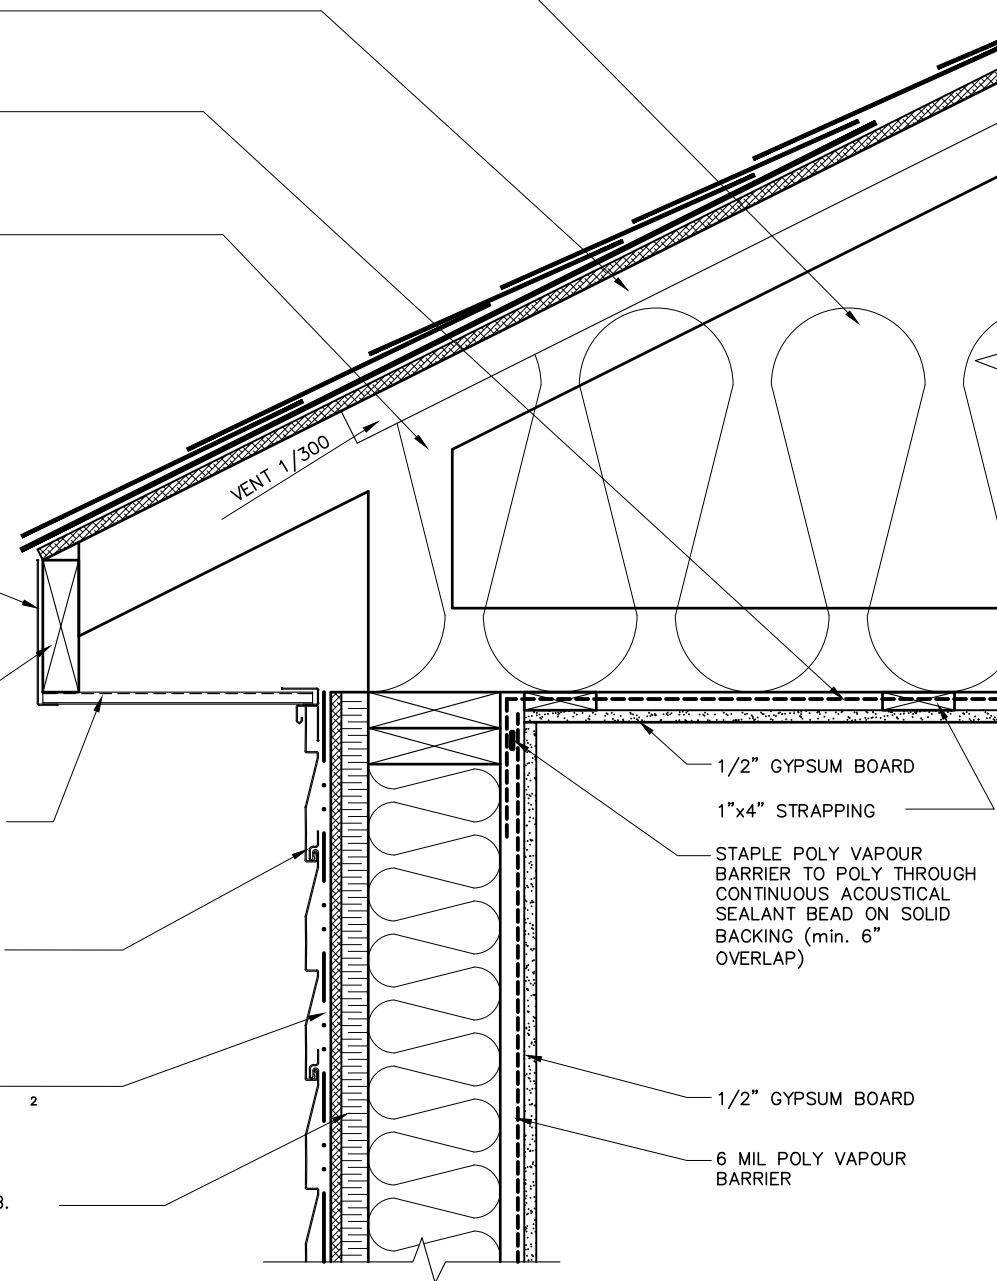 VENT 1/300
1/2" GYPSUM BOARD
1"x4" STRAPPING
STAPLE POLY VAPOUR
BARRIER TO POLY THROUGH
CONTINUOUS ACOUSTICAL
SEALANT BEAD ON SOLID
BACKING (min. 6"
OVERLAP)
2
1/2" GYPSUM BOARD
6 MIL POLY VAPOUR
BARRIER